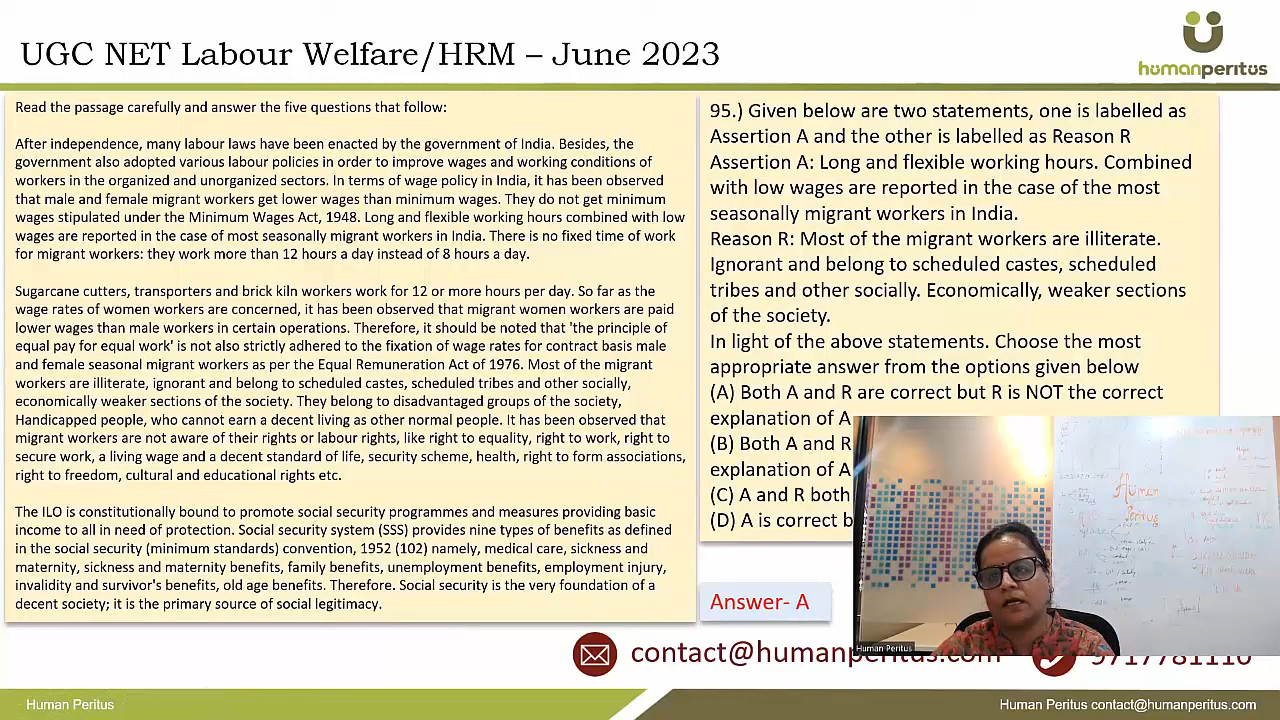 UGC NET Labour Welfare/HRM – June 2023
humanperitus
Read the passage carefully and answer the five questions that follow:
After independence, many labour laws have been enacted by the government of India. Besides, the
government also adopted various labour policies in order to improve wages and working conditions of
workers in the organized and unorganized sectors. In terms of wage policy in India, it has been observed
that male and female migrant workers get lower wages than minimum wages. They do not get minimum
wages stipulated under the Minimum Wages Act, 1948. Long and flexible working hours combined with low
wages are reported in the case of most seasonally migrant workers in India. There is no fixed time of work
for migrant workers: they work more than 12 hours a day instead of 8 hours a day.
Sugarcane cutters, transporters and brick kiln workers work for 12 or more hours per day. So far as the
wage rates of women workers are concerned, it has been observed that migrant women workers are paid
lower wages than male workers in certain operations. Therefore, it should be noted that 'the principle of
equal pay for equal work' is not also strictly adhered to the fixation of wage rates for contract basis male
and female seasonal migrant workers as per the Equal Remuneration Act of 1976. Most of the migrant
workers are illiterate, ignorant and belong to scheduled castes, scheduled tribes and other socially,
economically weaker sections of the society. They belong to disadvantaged groups of the society,
Handicapped people, who cannot earn a decent living as other normal people. It has been observed that
migrant workers are not aware of their rights or labour rights, like right to equality, right to work, right to
secure work, a living wage and a decent standard of life, security scheme, health, right to form associations,
right to freedom, cultural and educational rights etc.
The ILO is constitutionally bound to promote social security programmes and measures providing basic
income to all in need of protection. Social security system (SSS) provides nine types of benefits as defined
in the social security (minimum standards) convention, 1952 (102) namely, medical care, sickness and
maternity, sickness and maternity benefits, family benefits, unemployment benefits, employment injury,
invalidity and survivor's benefits, old age benefits. Therefore. Social security is the very foundation of a
decent society; it is the primary source of social legitimacy.
95.) Given below are two statements, one is labelled as
Assertion A and the other is labelled as Reason R
Assertion A: Long and flexible working hours. Combined
with low wages are reported in the case of the most
seasonally migrant workers in India.
Reason R: Most of the migrant workers are illiterate.
Ignorant and belong to scheduled castes, scheduled
tribes and other socially. Economically, weaker sections
of the society.
In light of the above statements. Choose the most
appropriate answer from the options given below
(A) Both A and R are correct but R is NOT the correct
explanation of A
(B) Both A and R
explanation of A
(C) A and R both
(D) A is correct b
Answer- A
Human
Peritus
Human Peritus
contact@humanperitus.com
9717781110
Human Peritus
Human Peritus contact@humanperitus.com